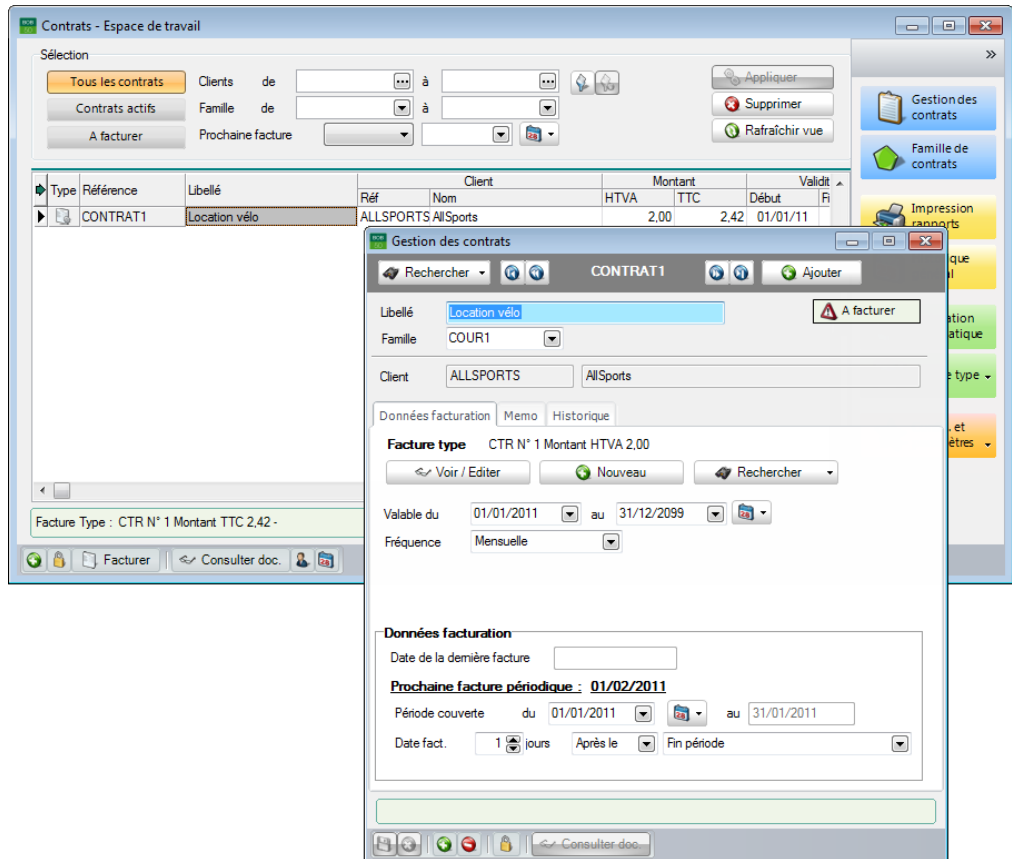 Contrats - Espace de travail
Sélection
Tous les contrats Clients de à Appliquer
Contrats actifs Famille de à Supprimer
A facturer Prochaine facture Rafraîchir vue
»
Gestion des
contrats
Famille de
contrats
Impression
rapports
Type Référence Libellé Client Montant Validit
Réf Nom HTVA TTC Début
CONTRAT1 Location vélo ALLSPORTS AllSports 2,00 2,42 01/01/11
que
ation
atique
type
et
ètres
Facture Type : CTR N° 1 Montant TTC 2,42 -
Facturer Consulter doc.
Gestion des contrats
Rechercher CONTRAT1 Ajouter
Libellé Location vélo A facturer
Famille COUR1
Client ALLSPORTS AllSports
Données facturation Memo Historique
Facture type CTR N° 1 Montant HTVA 2,00
Voir / Editer Nouveau Rechercher
Valable du 01/01/2011 au 31/12/2099
Fréquence Mensuelle
Données facturation
Date de la dernière facture
Prochaine facture périodique : 01/02/2011
Période couverte du 01/01/2011 au 31/01/2011
Date fact. 1 jours Après le Fin période
Consulter doc.